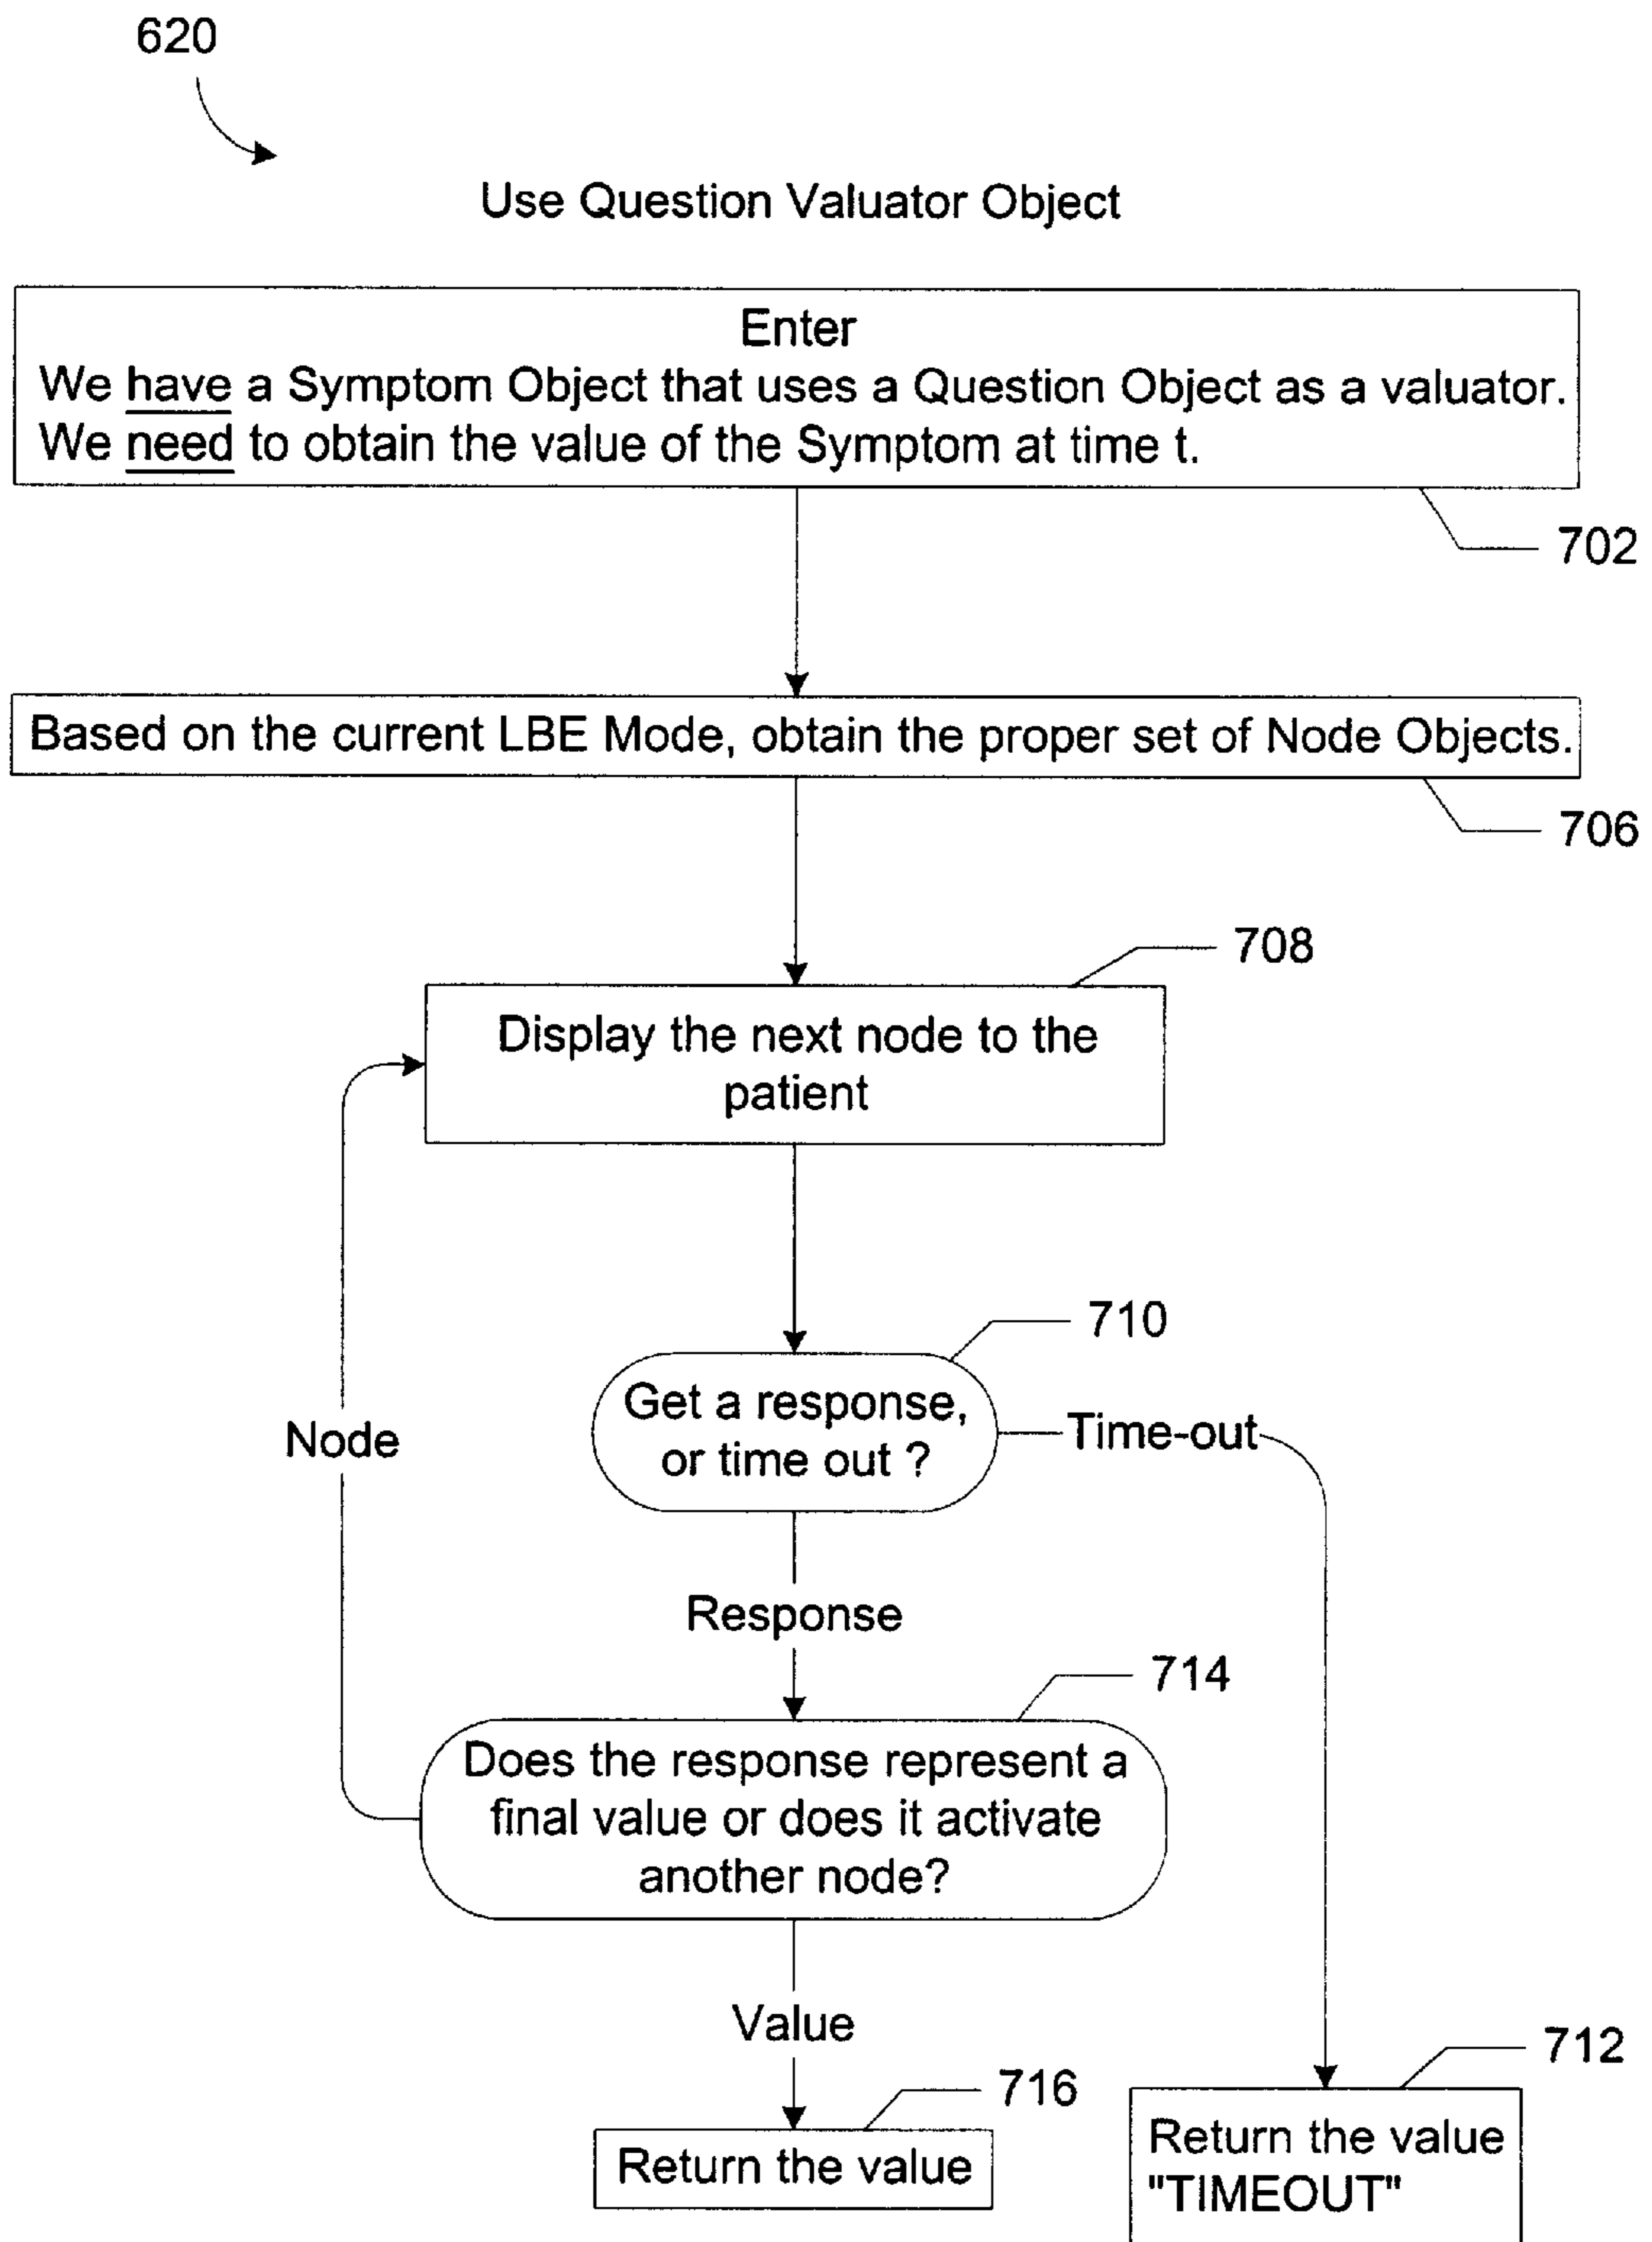 620
Use Question Valuator Object
Enter
We have a Symptom Object that uses a Question Object as a valuator.
We need to obtain the value of the Symptom at time t.
702
Based on the current LBE Mode, obtain the proper set of Node Objects.
706
708
Display the next node to the
patient
710
Get a response,
or time out ?
Time-out
Node
Response
714
Does the response represent a
final value or does it activate
another node?
Value
712
716
Return the value
Return the value
"TIMEOUT"